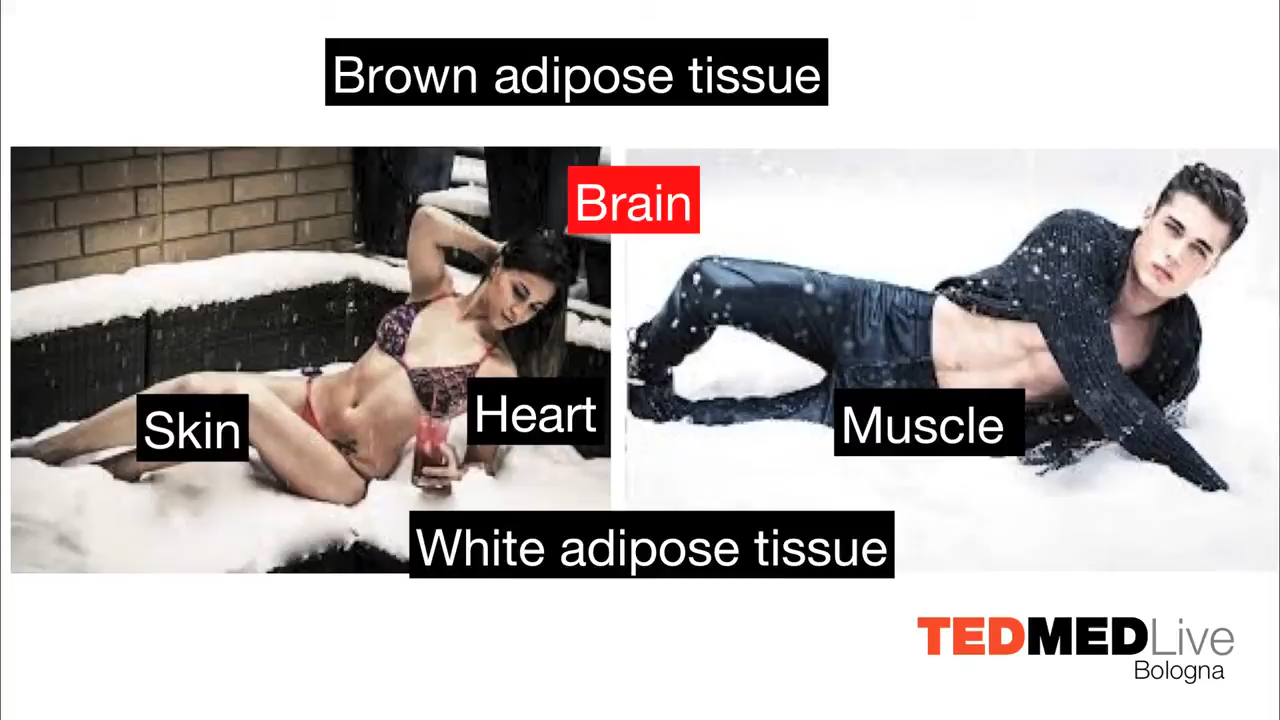 Brown adipose tissue
Brain
Skin
Heart
Muscle
White adipose tissue
TEDMEDLive
Bologna